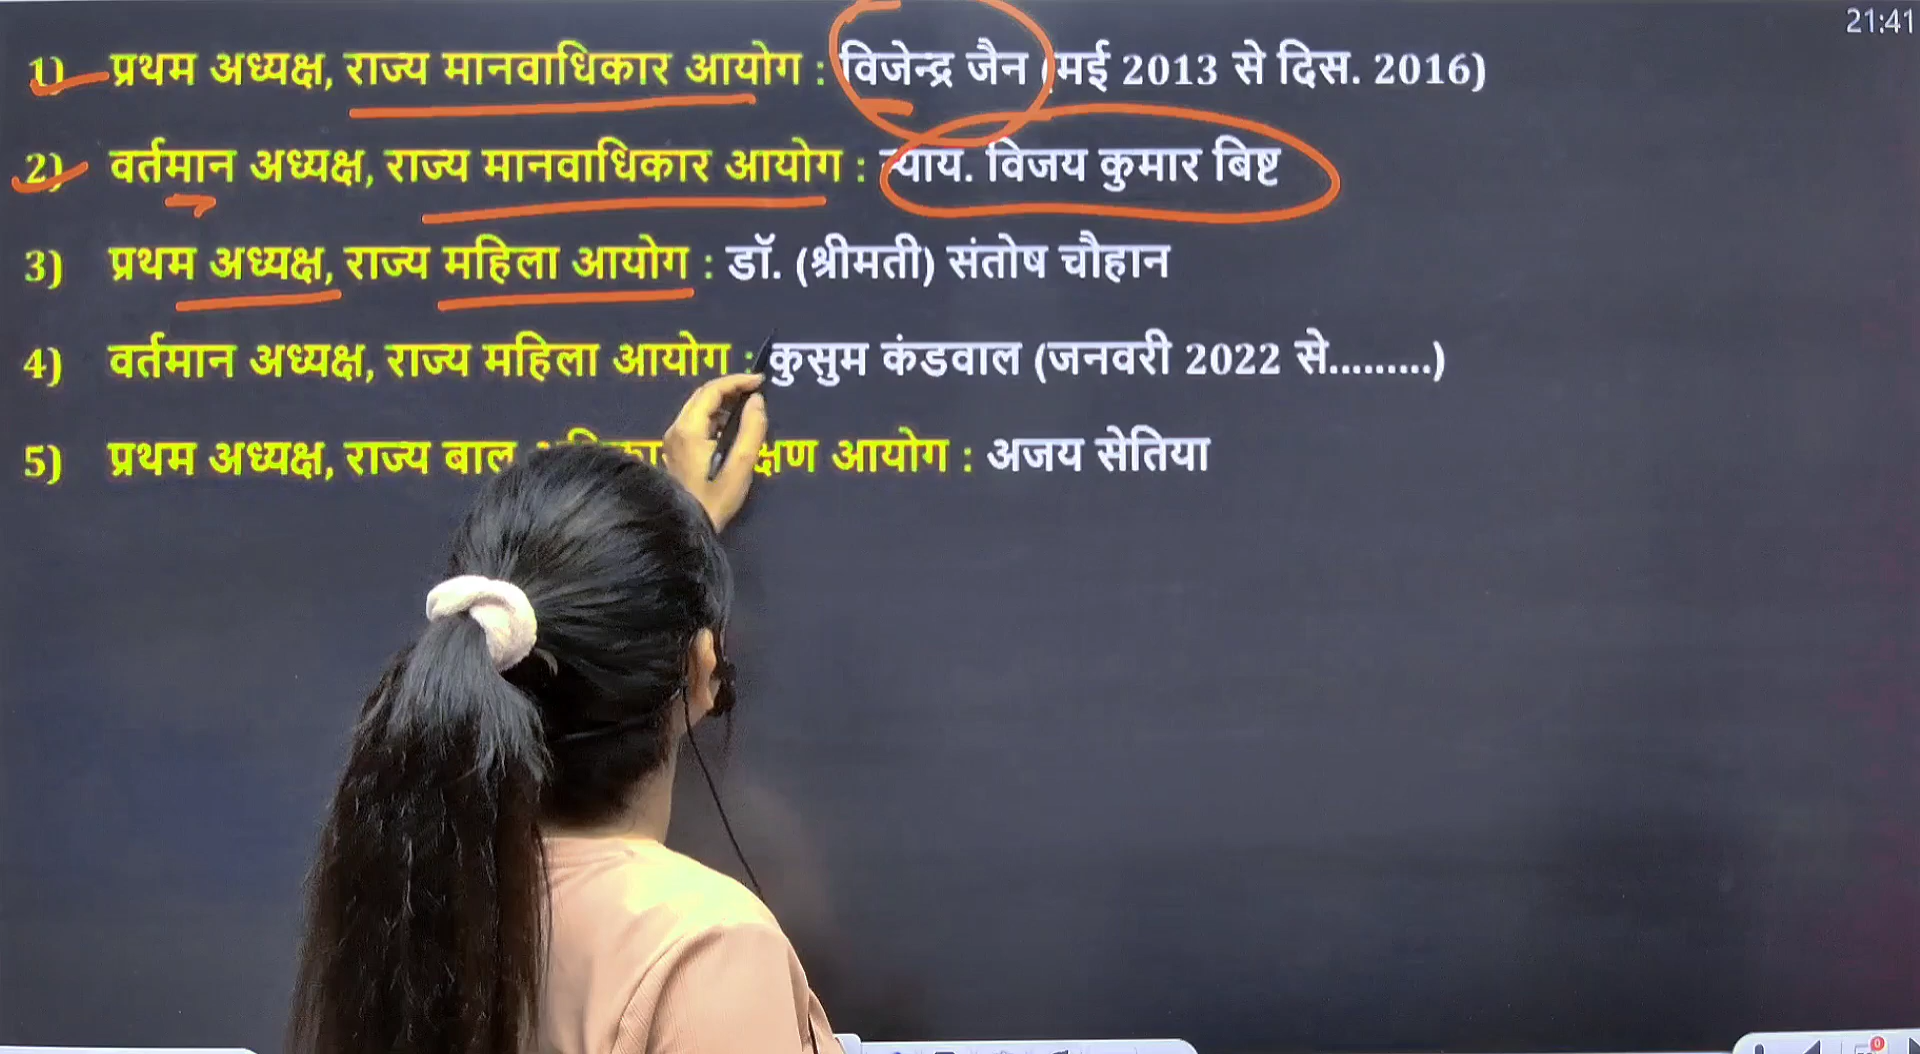 21:41
1) प्रथम अध्यक्ष, राज्य मानवाधिकार आयोग : विजेन्द्र जैन (मई 2013 से दिस. 2016)
2) वर्तमान अध्यक्ष, राज्य मानवाधिकार आयोग : न्याय. विजय कुमार बिष्ट
3) प्रथम अध्यक्ष, राज्य महिला आयोग : डॉ. (श्रीमती) संतोष चौहान
4) वर्तमान अध्यक्ष, राज्य महिला आयोग : कुसुम कंडवाल (जनवरी 2022 से.........)
5) प्रथम अध्यक्ष, राज्य बाल आयोग : अजय सेतिया
0